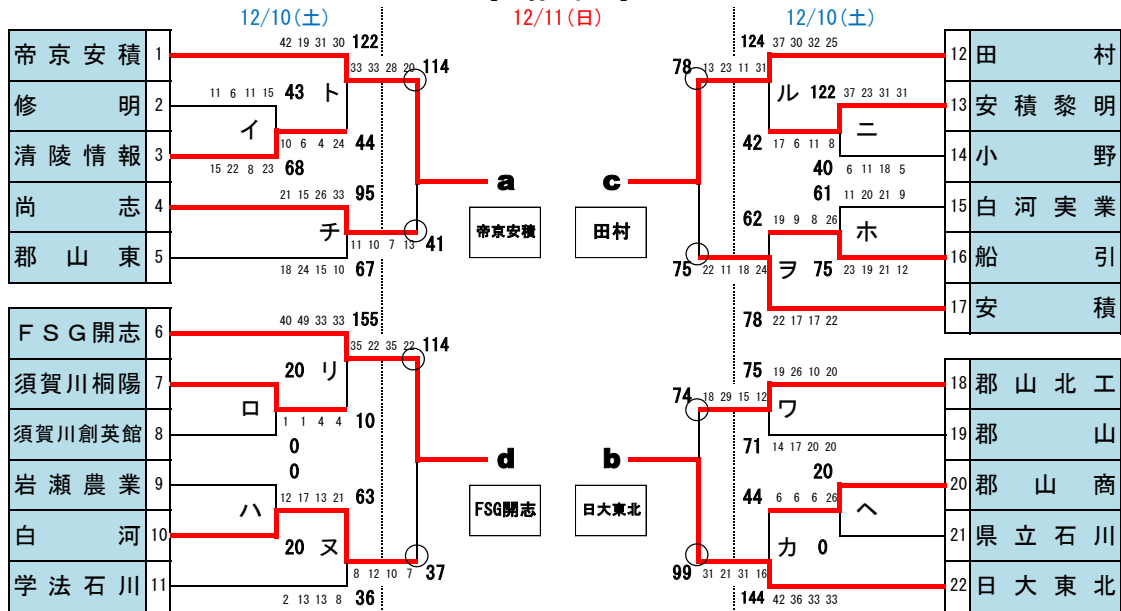 12/10(土) 12/11(日) 12/10(土)
帝京安積 1 42 19 31 30 122
33 33 28 20 114
修明 2 11 6 11 15 43 ト
イ
清陵情報 3 10 6 4 24 44
15 22 8 23 68
尚志 4 21 15 26 33 95
チ
11 10 7 13 41
郡山東 5 18 24 15 10 67
a
帝京安積
FSG開志 6 40 49 33 33 155
35 22 35 22 114
須賀川桐陽 7 20 リ
ロ
須賀川創英館 8 1 1 4 4 10
0
0
岩瀬農業 9 12 17 13 21 63
ハ
白河 10 20 ヌ
8 12 10 7 37
学法石川 11 2 13 13 8 36
d
FSG開志
124 37 30 32 25 12 田村
78 13 23 11 31
ル 122 37 23 31 31 13 安積黎明
ニ
42 17 6 11 8
40 6 11 18 5 14 小野
61 11 20 21 9 15 白河実業
62 19 9 8 26 ホ
75 22 11 18 24 ヲ 75 23 19 21 12 16 船引
78 22 17 17 22 17 安積
c
田村
75 19 26 10 20 18 郡山北工
74 18 29 15 12 ワ
71 14 17 20 20 19 郡山
20 20 郡山商
44 6 6 6 26 ヘ
カ 0 21 県立石川
99 31 21 31 16
144 42 36 33 33 22 日大東北
b
日大東北